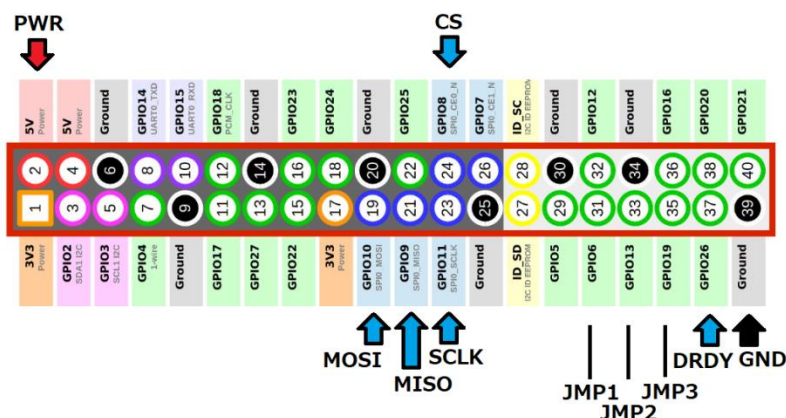 PWR
CS
5V
Power
5V
Power
Ground
GPIO14
UART0_TXD
GPIO15
UART0_RXD
GPIO18
PCM_CLK
Ground
GPIO23
GPIO24
Ground
GPIO25
GPIO8
SPI0_CE0_N
GPIO7
SPI0_CE1_N
ID_SC
I2C ID EEPROM
Ground
GPIO12
Ground
GPIO16
GPIO20
GPIO21
2 4 6 8 10 12 14 16 18 20 22 24 26 28 30 32 34 36 38 40
1 3 5 7 9 11 13 15 17 19 21 23 25 27 29 31 33 35 37 39
3V3
Power
GPIO2
SDA1 I2C
GPIO3
SCL1 I2C
GPIO4
1-wire
Ground
GPIO17
GPIO27
GPIO22
3V3
Power
GPIO10
SPI0_MOSI
GPIO9
SPI0_MISO
GPIO11
SPI0_SCLK
Ground
ID_SD
I2C ID EEPROM
GPIO5
GPIO6
GPIO13
GPIO19
GPIO26
Ground
MOSI
MISO
SCLK
JMP1
JMP2
JMP3
DRDY GND